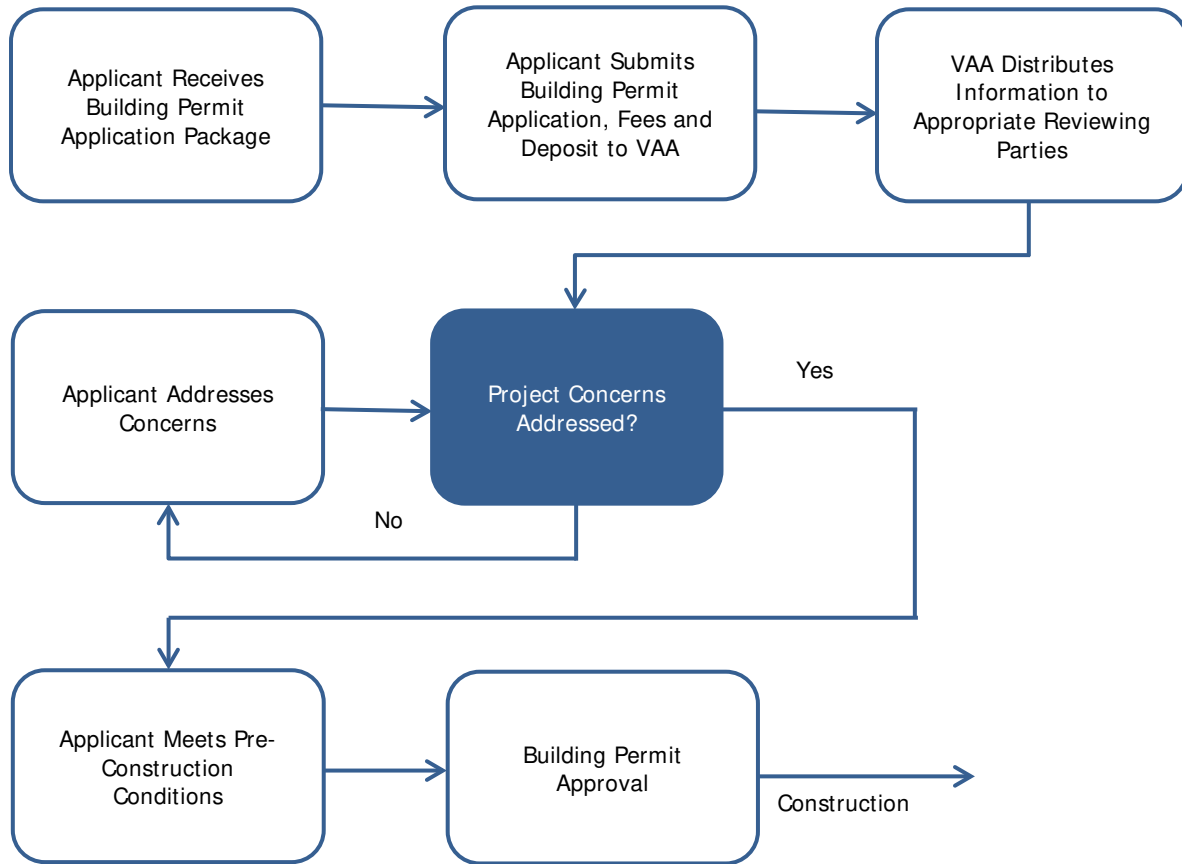 Applicant Receives
Building Permit
Application Package
Applicant Submits
Building Permit
Application, Fees and
Deposit to VAA
VAA Distributes
Information to
Appropriate Reviewing
Parties
Applicant Addresses
Concerns
Project Concerns
Addressed?
Yes
No
Applicant Meets Pre-
Construction
Conditions
Building Permit
Approval
Construction